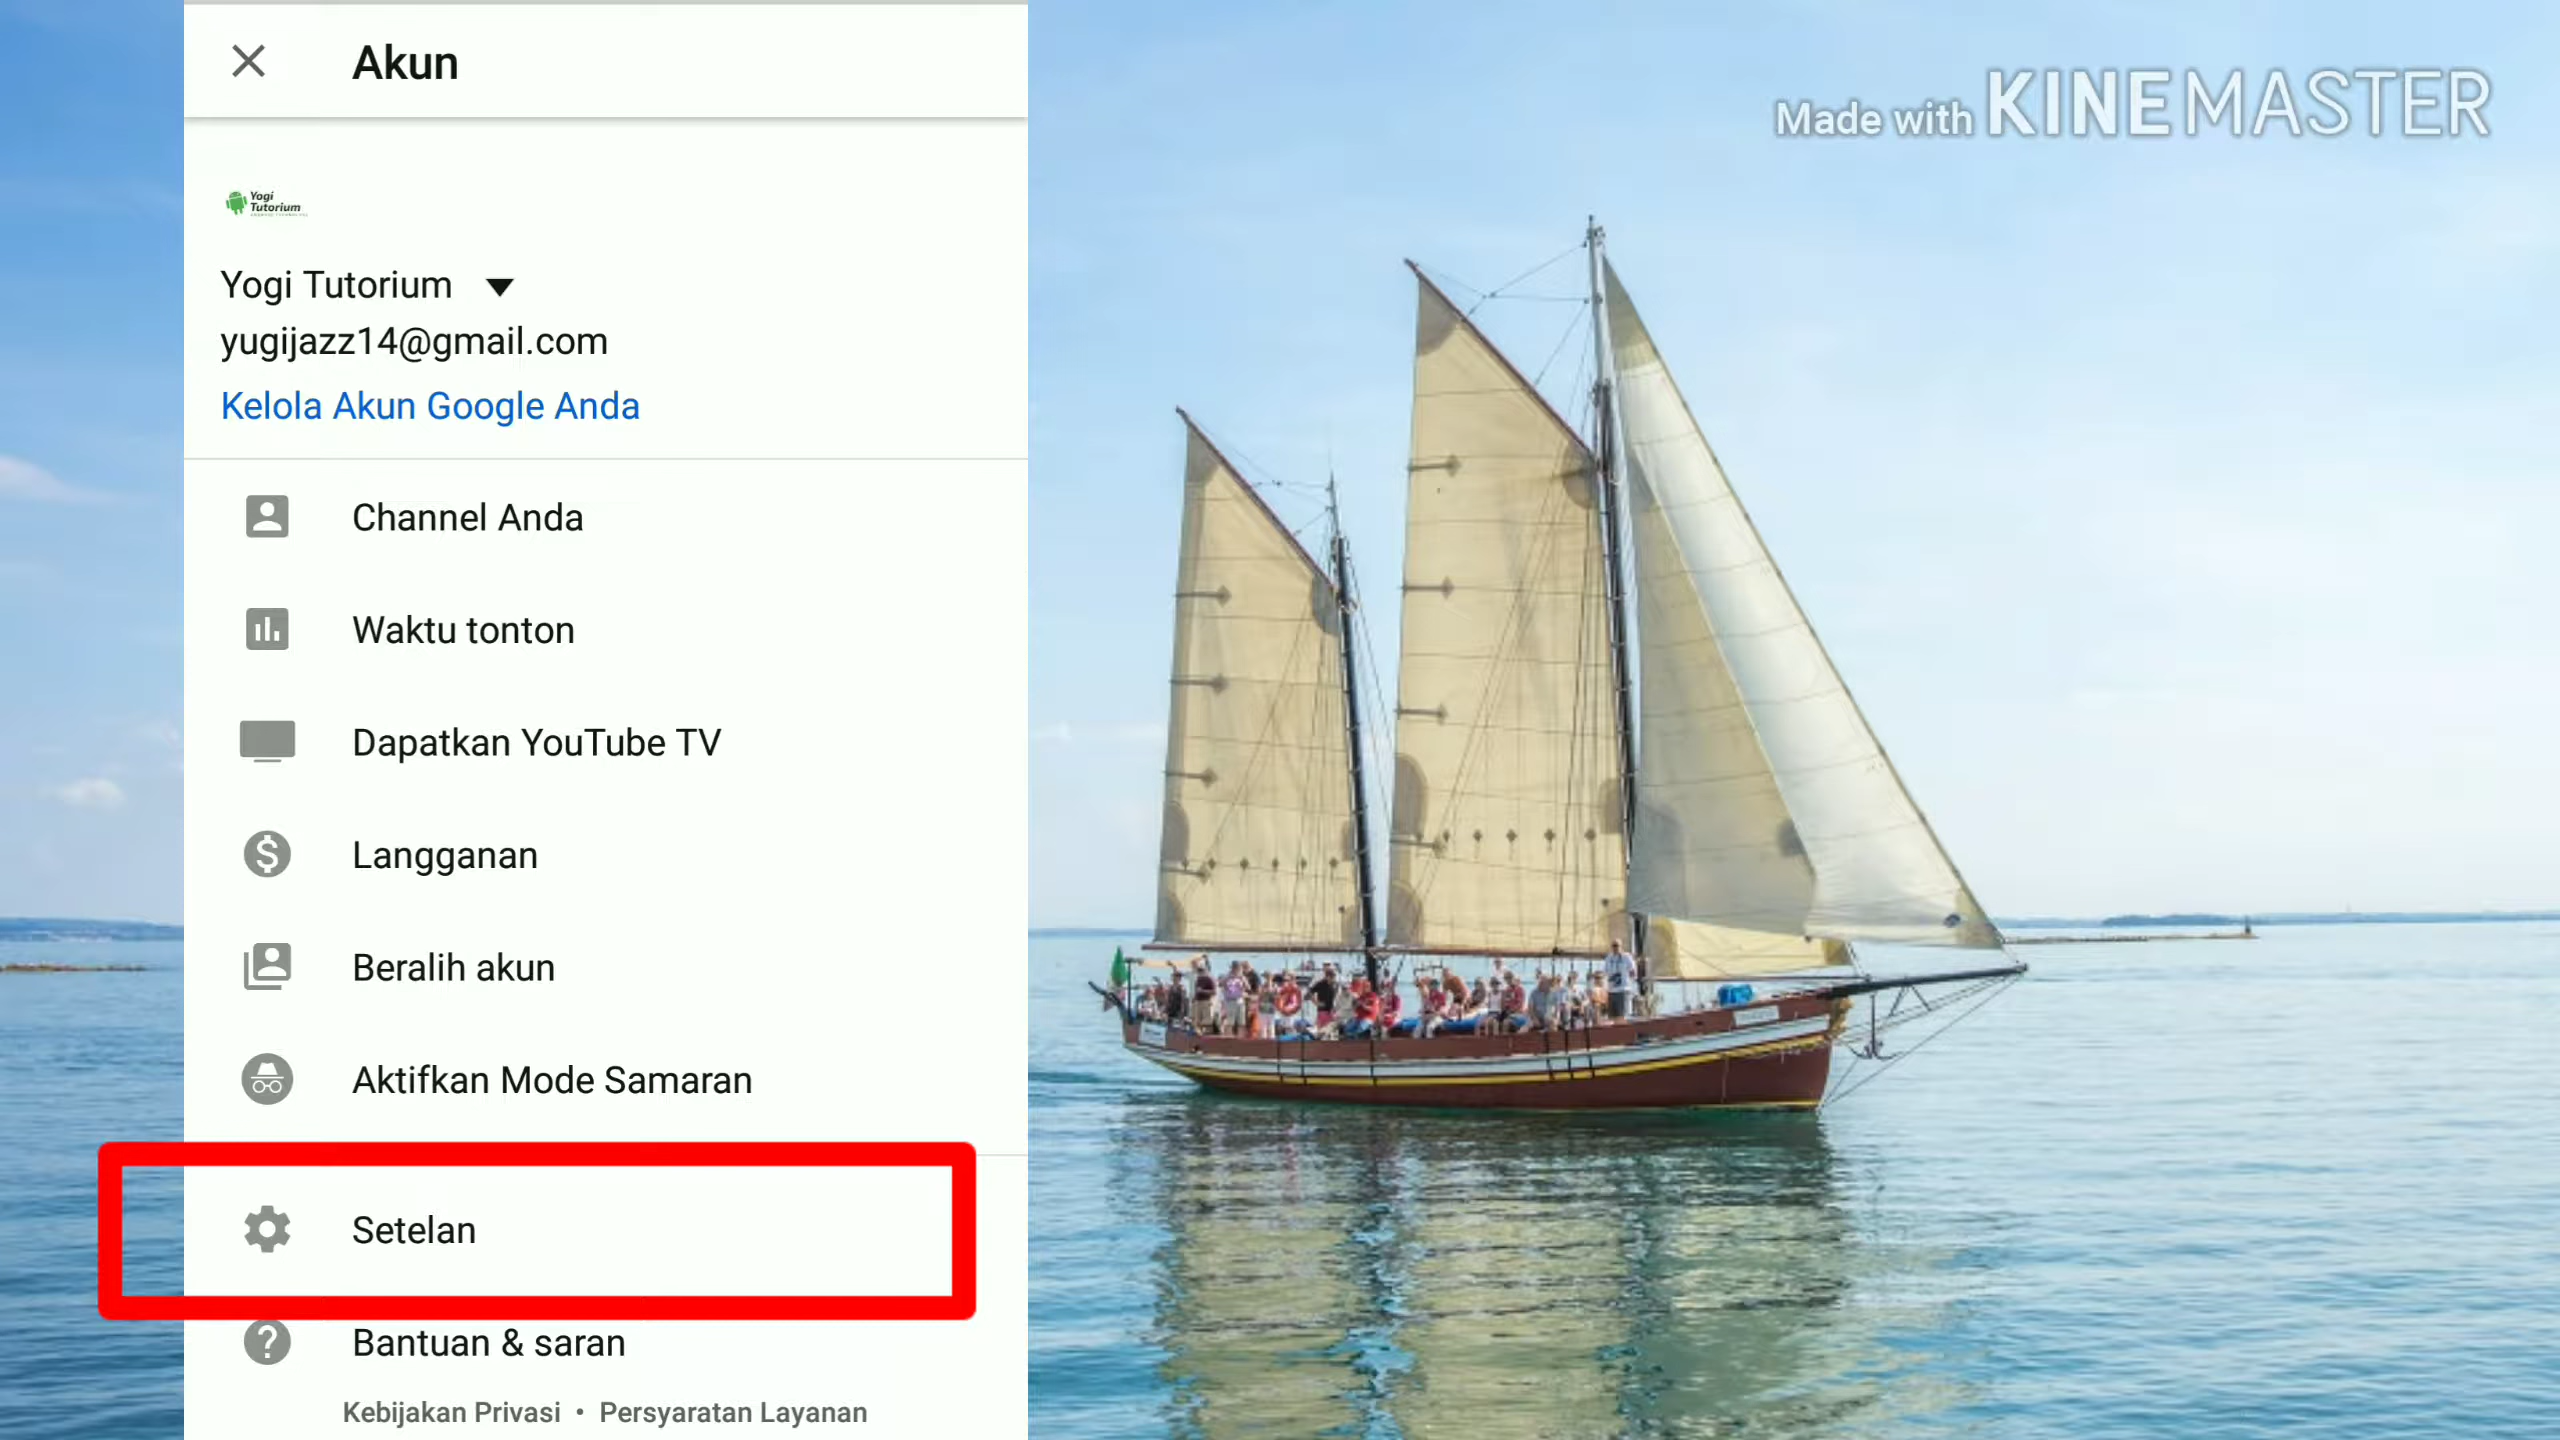 Akun
Made with KINEMASTER
Yogi
Tutorium
Yogi Tutorium
yugijazz14@gmail.com
Kelola Akun Google Anda
Channel Anda
Waktu tonton
Dapatkan YouTube TV
Langganan
Beralih akun
Aktifkan Mode Samaran
Setelan
Bantuan & saran
Kebijakan Privasi • Persyaratan Layanan